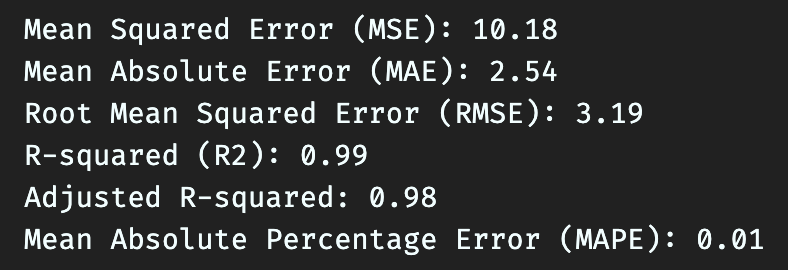 Mean Squared Error (MSE): 10.18
Mean Absolute Error (MAE): 2.54
Root Mean Squared Error (RMSE): 3.19
R-squared (R2): 0.99
Adjusted R-squared: 0.98
Mean Absolute Percentage Error (MAPE): 0.01